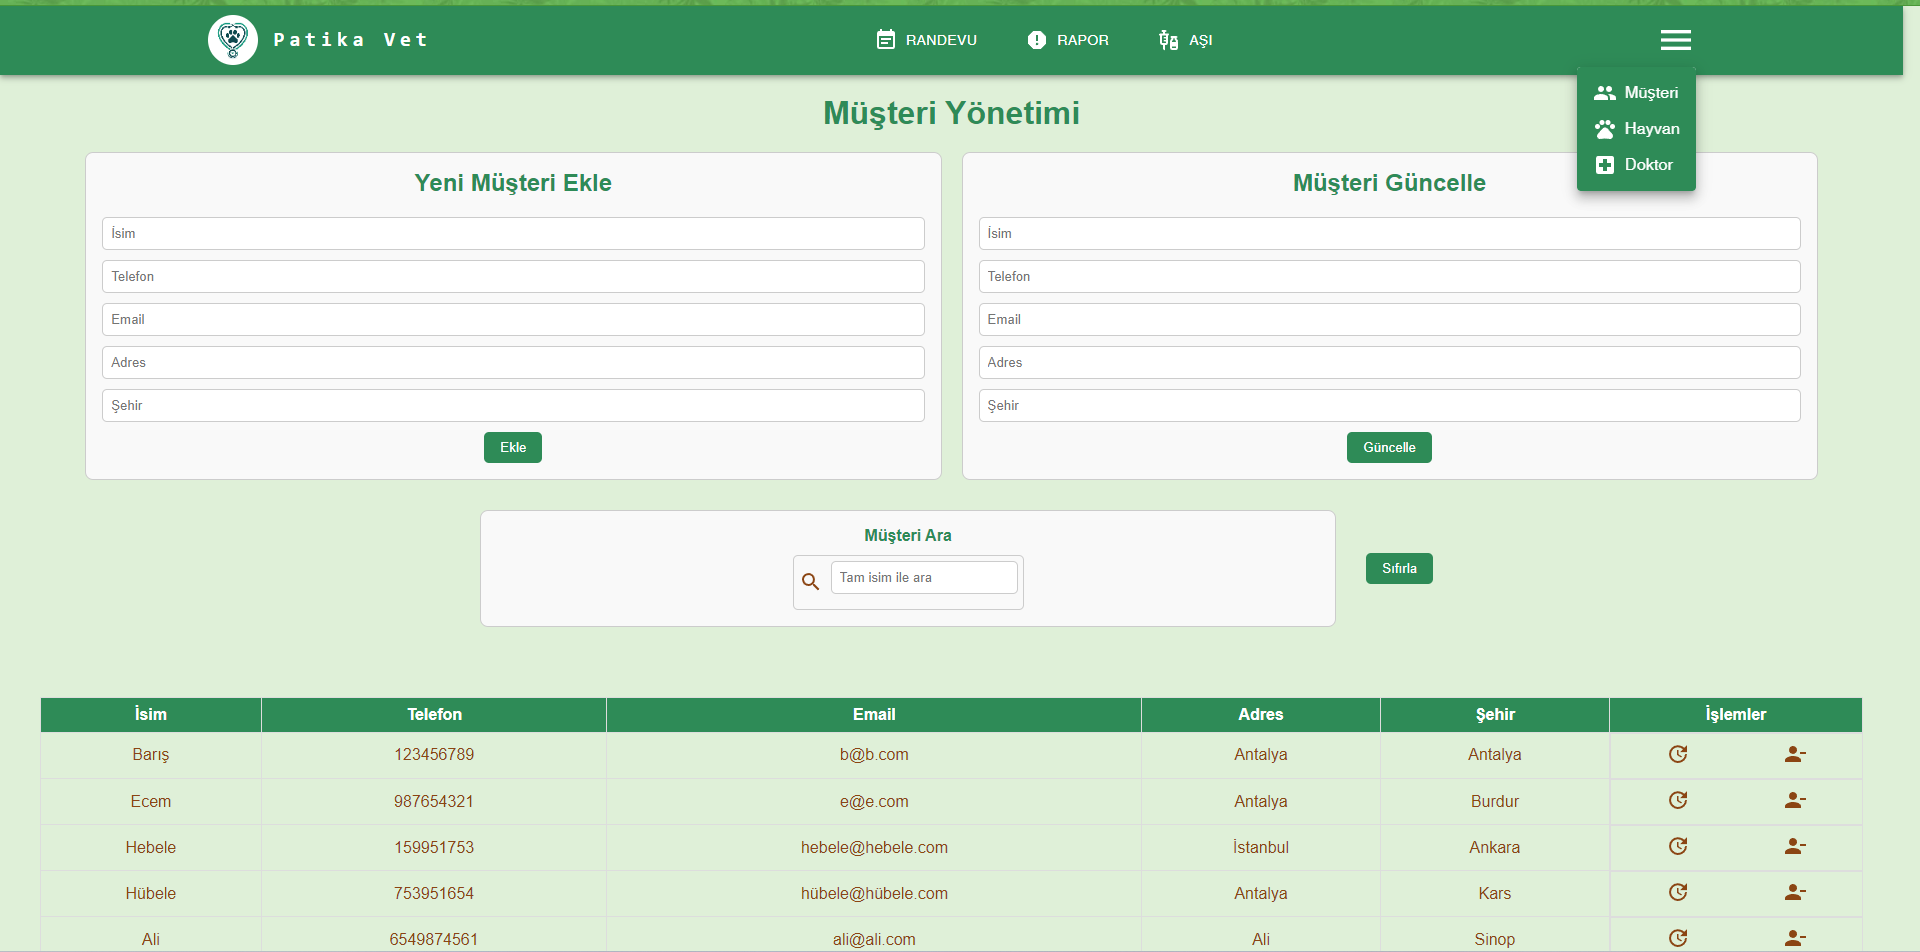 Patika Vet
RANDEVU
RAPOR
AŞI
Müşteri
Hayvan
Doktor
Müşteri Yönetimi
Yeni Müşteri Ekle
İsim
Telefon
Email
Adres
Şehir
Ekle
Müşteri Güncelle
İsim
Telefon
Email
Adres
Şehir
Güncelle
Müşteri Ara
Tam isim ile ara
Sıfırla
İsim Telefon Email Adres Şehir İşlemler
Barış 123456789 b@b.com Antalya Antalya
Ecem 987654321 e@e.com Antalya Burdur
Hebele 159951753 hebele@hebele.com İstanbul Ankara
Hübele 753951654 hübele@hübele.com Antalya Kars
Ali 6549874561 ali@ali.com Ali Sinop